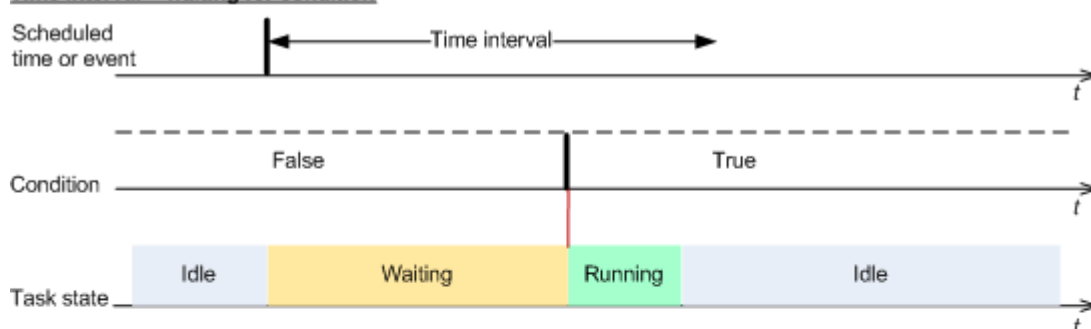 Scheduled
time or event
Time interval
t
False
True
Condition
t
Idle
Waiting
Running
Idle
Task state
t